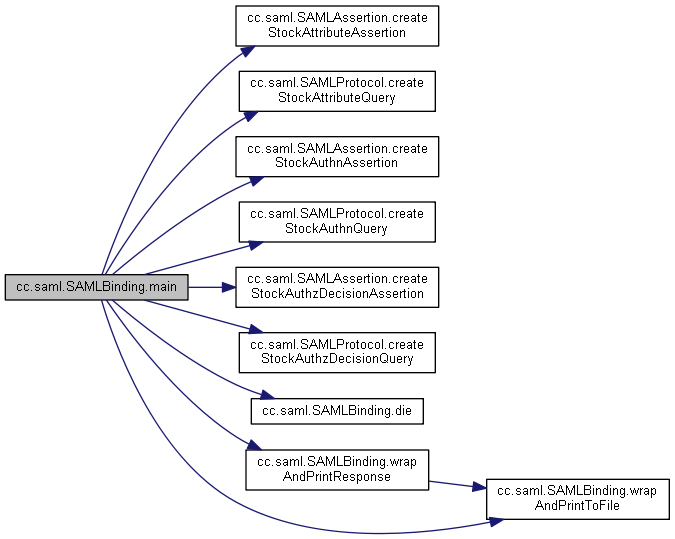 cc.saml.SAMLAssertion.create
StockAttributeAssertion
cc.saml.SAMLProtocol.create
StockAttributeQuery
cc.saml.SAMLAssertion.create
StockAuthnAssertion
cc.saml.SAMLProtocol.create
StockAuthnQuery
cc.saml.SAMLBinding.main
cc.saml.SAMLAssertion.create
StockAuthzDecisionAssertion
cc.saml.SAMLProtocol.create
StockAuthzDecisionQuery
cc.saml.SAMLBinding.die
cc.saml.SAMLBinding.wrap
AndPrintResponse
cc.saml.SAMLBinding.wrap
AndPrintToFile